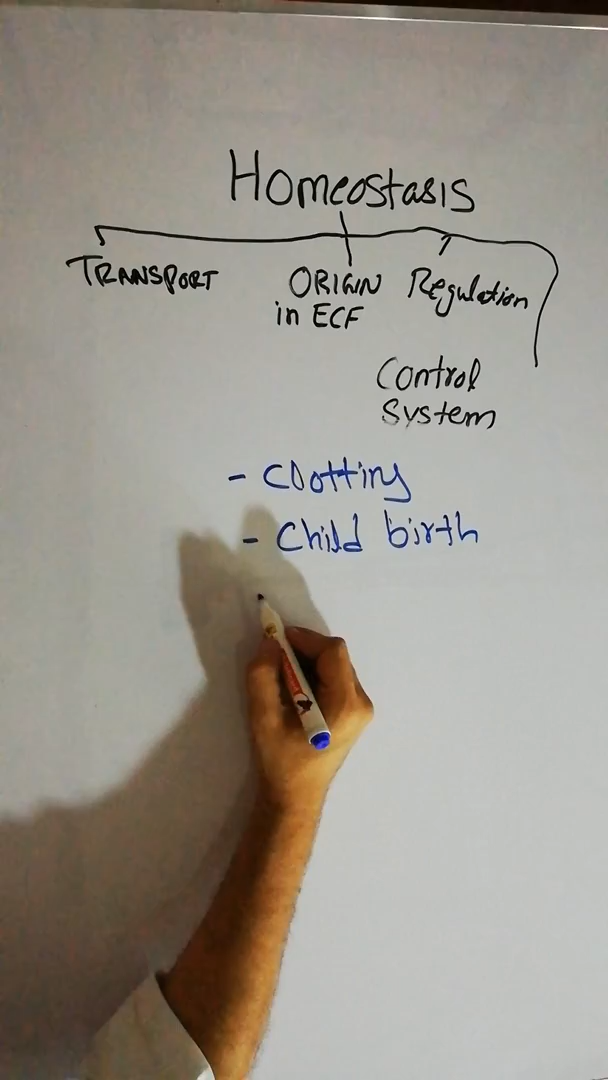 Homeostasis
TRANSPORT
ORIGIN
in ECF
Regulation
Control
System
- Clotting
- Child birth